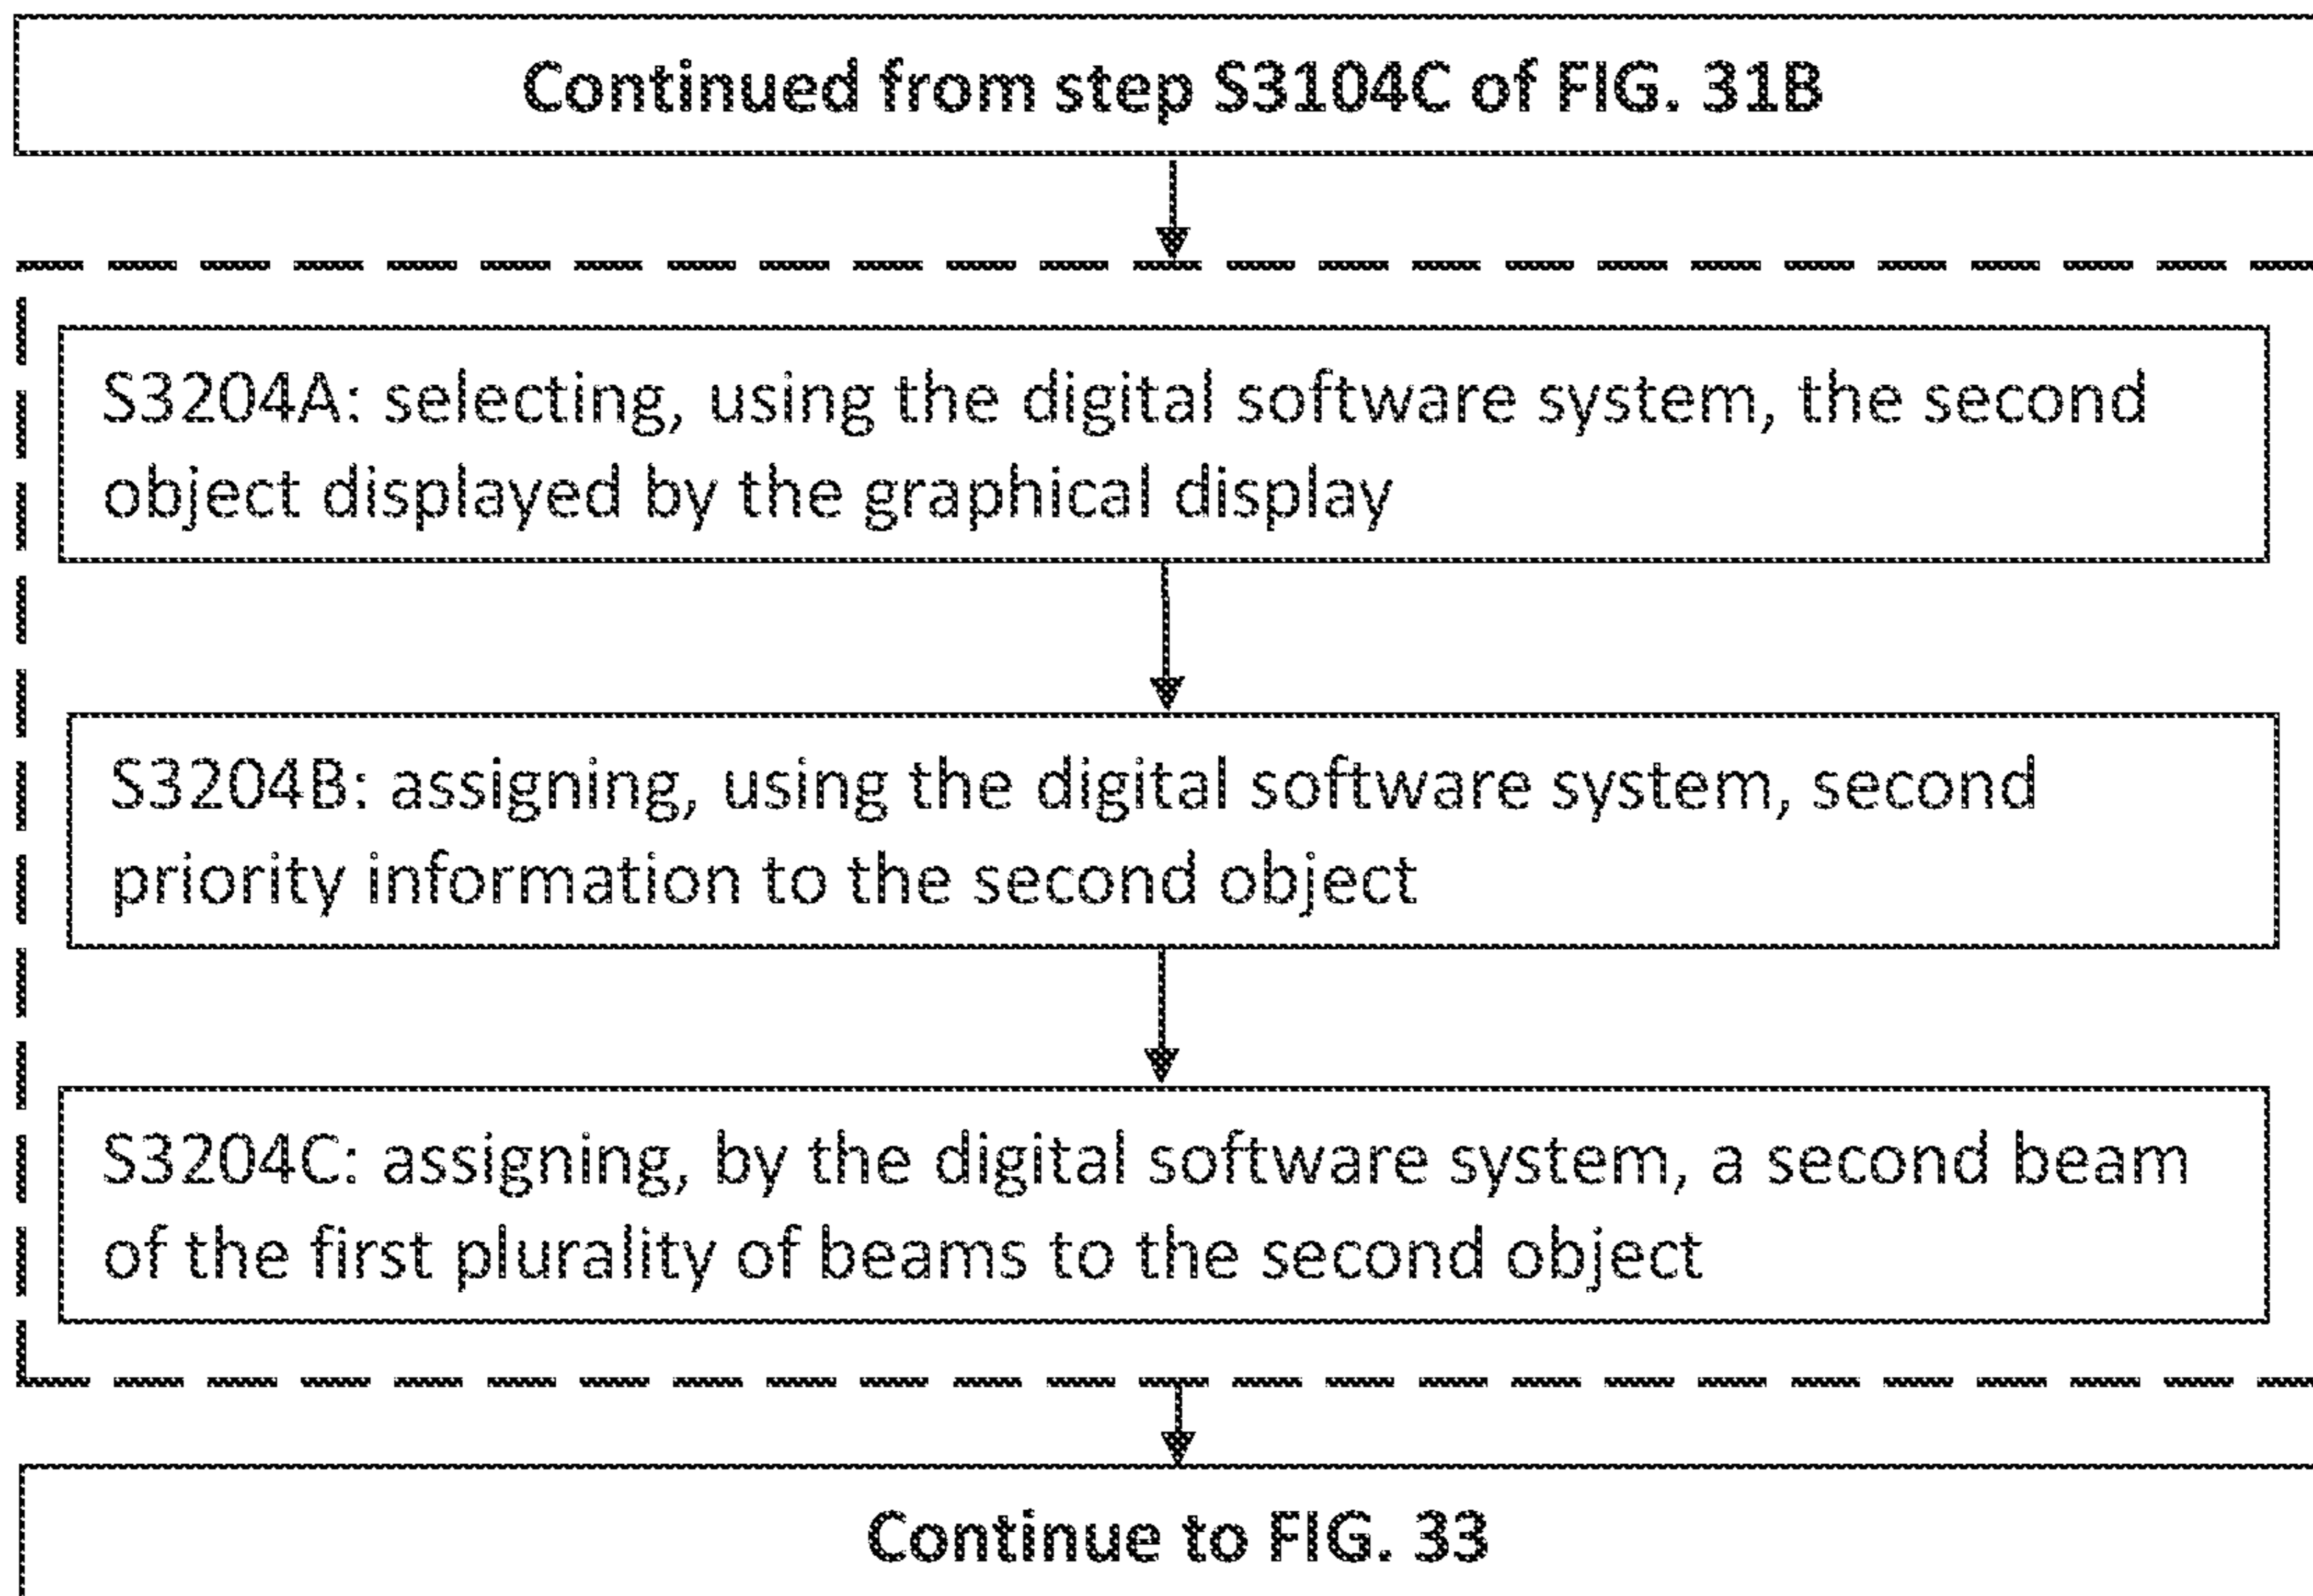 Continued from step S3104C of FIG. 31B
S3204A: selecting, using the digital software system, the second
object displayed by the graphical display
S3204B: assigning, using the digital software system, second
priority information to the second object
S3204C: assigning, by the digital software system, a second beam
of the first plurality of beams to the second object
Continue to FIG. 33